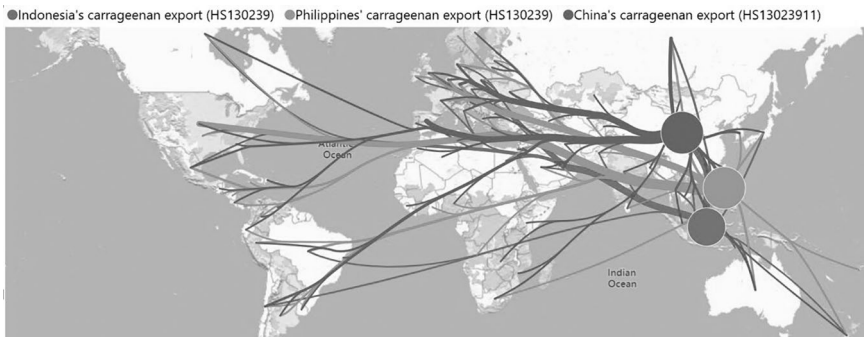 Indonesia's carrageenan export (HS130239) Philippines' carrageenan export (HS130239) China's carrageenan export (HS13023911)
Atlantic
Ocean
Indian
Ocean